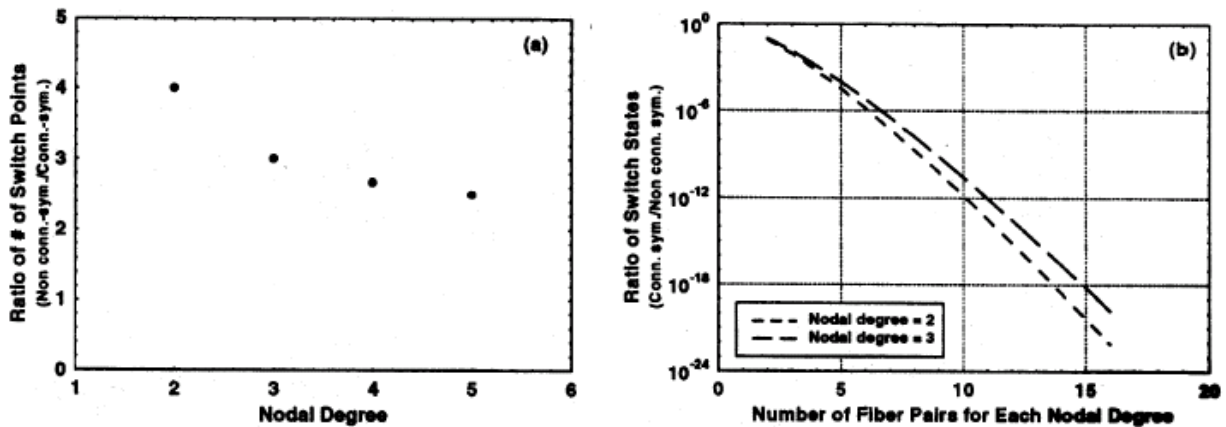 5
4
3
2
1
0
(a)
1 2 3 4 5 6
Nodal Degree
Ratio of # of Switch Points
(Non conn.-sym./Conn.-sym.)
10^0
10^-6
10^-12
10^-18
10^-24
(b)
Nodal degree = 2
Nodal degree = 3
0 5 10 15 20
Number of Fiber Pairs for Each Nodal Degree
Ratio of Switch States
(Conn. sym./Non conn. sym.)